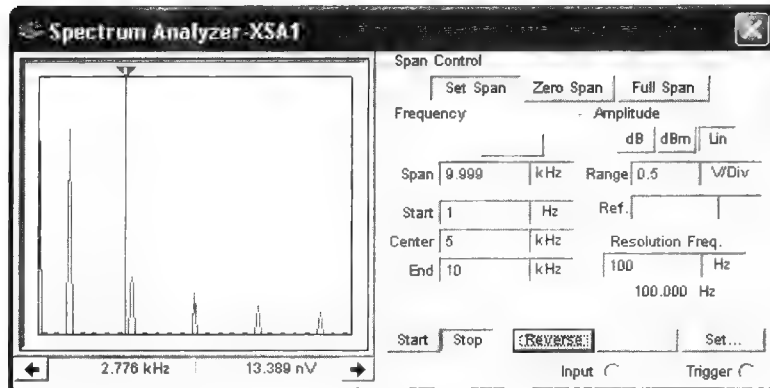 Spectrum Analyzer-XSA1
Span Control
Set Span Zero Span Full Span
Frequency Amplitude
dB dBm Lin
Span 9.999 kHz Range 0.5 V/Div
Start 1 Hz Ref.
Center 5 kHz Resolution Freq.
End 10 kHz 100 Hz
100.000 Hz
Start Stop Reverse Set...
2.776 kHz 13.389 nV
Input Trigger
1